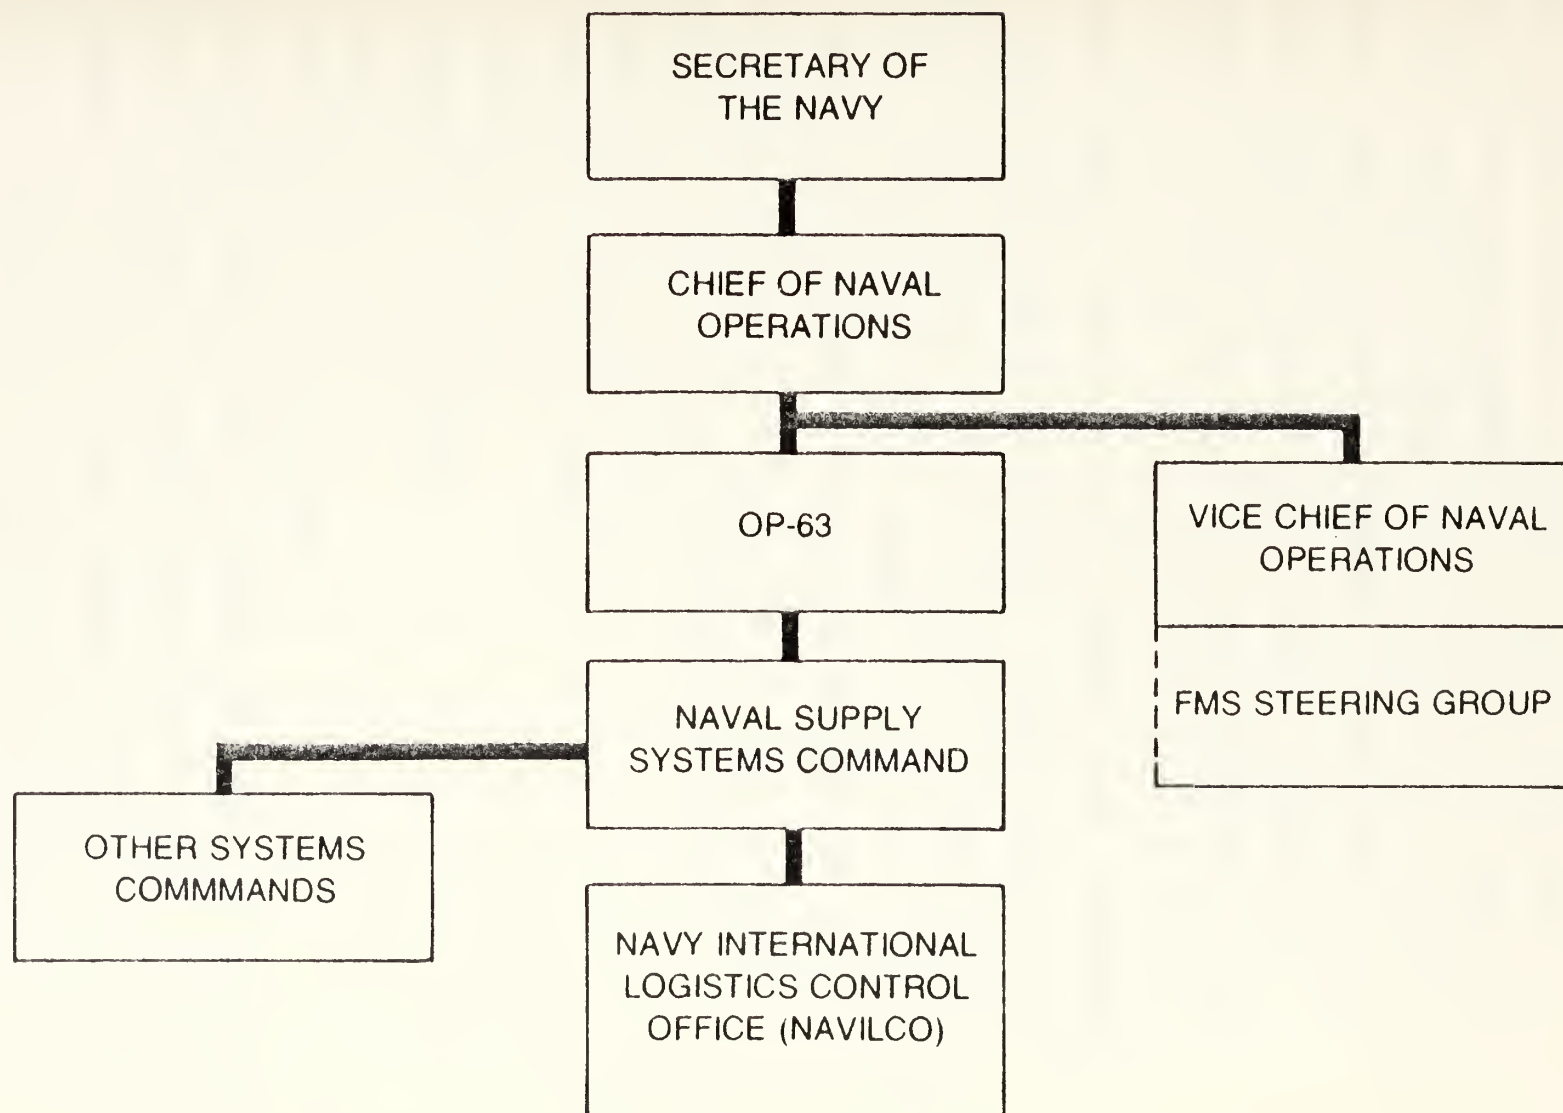 SECRETARY OF
THE NAVY
CHIEF OF NAVAL
OPERATIONS
OP-63
VICE CHIEF OF NAVAL
OPERATIONS
FMS STEERING GROUP
NAVAL SUPPLY
SYSTEMS COMMAND
OTHER SYSTEMS
COMMMANDS
NAVY INTERNATIONAL
LOGISTICS CONTROL
OFFICE (NAVILCO)